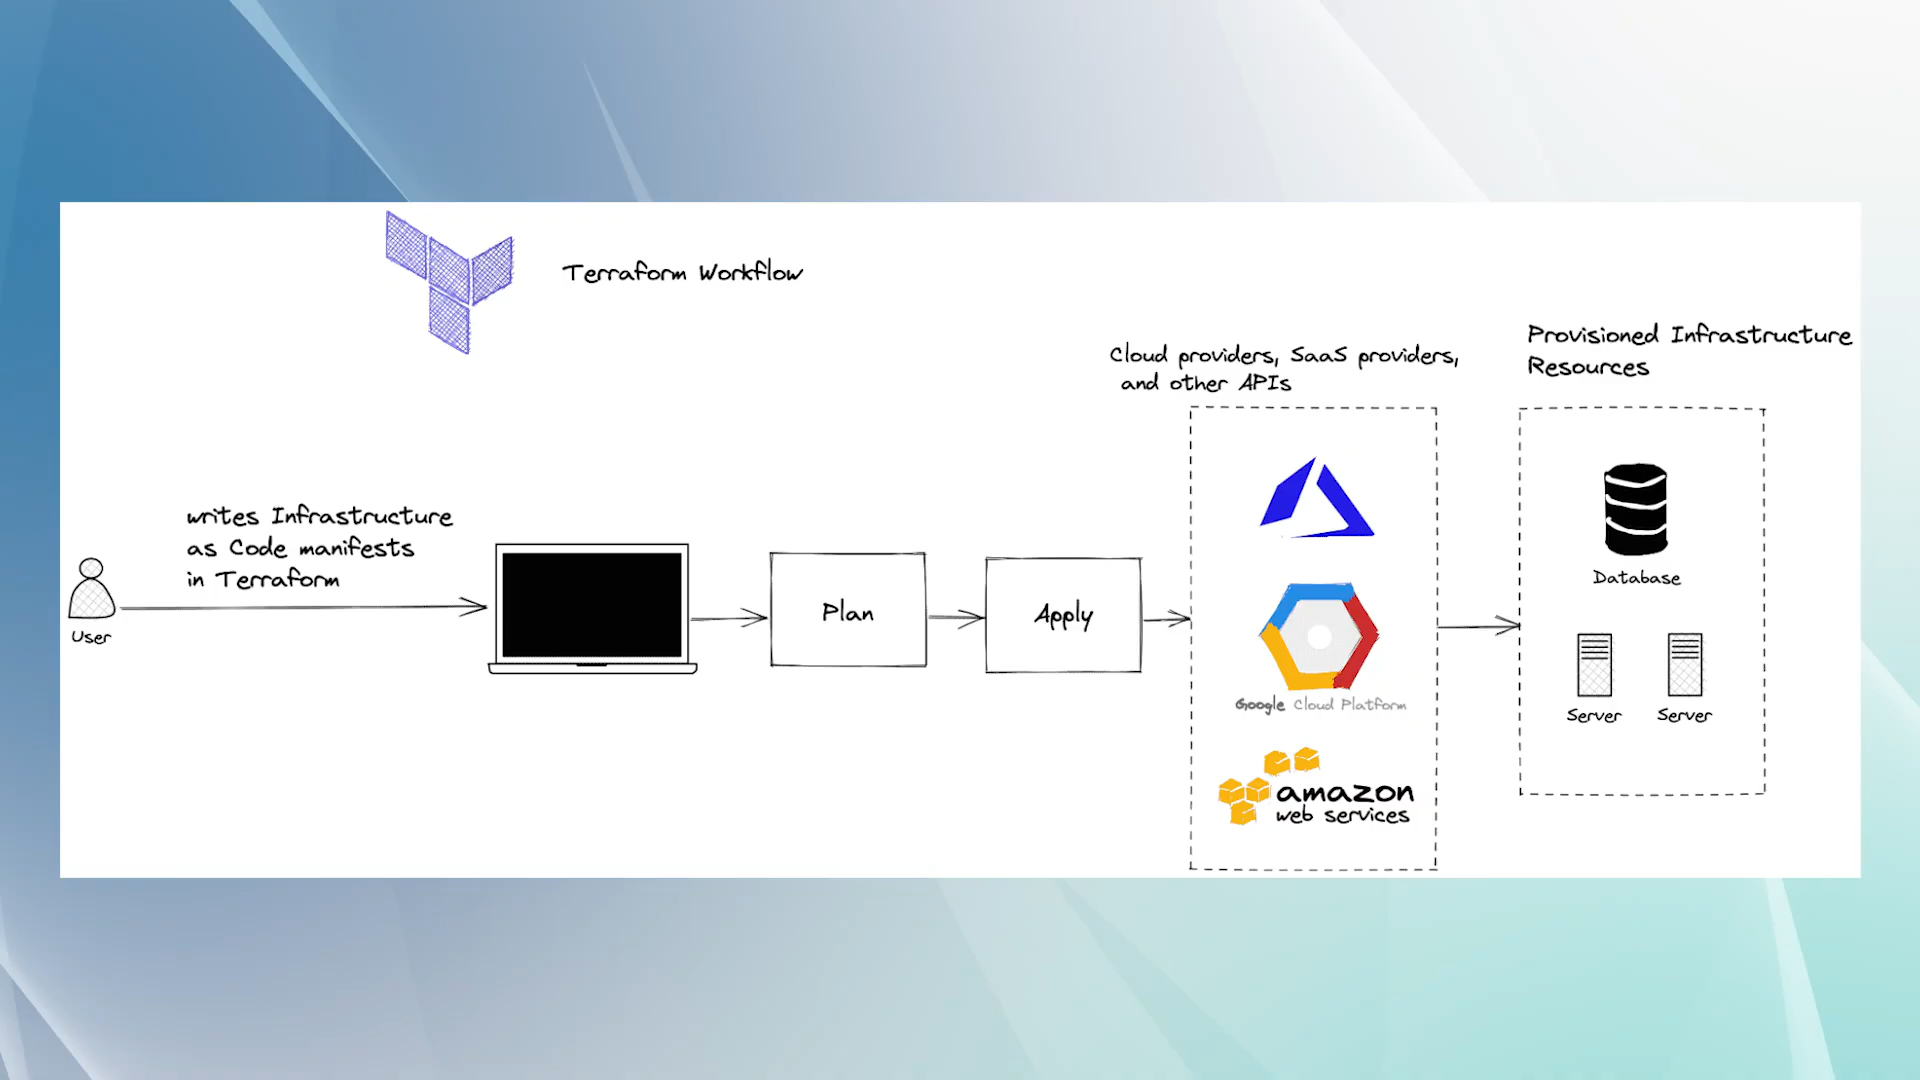 Terraform Workflow
Cloud providers, SaaS providers,
and other APIs
Provisioned Infrastructure
Resources
writes Infrastructure
as Code manifests
in Terraform
User
Plan
Apply
Google Cloud Platform
amazon
web services
Database
Server
Server